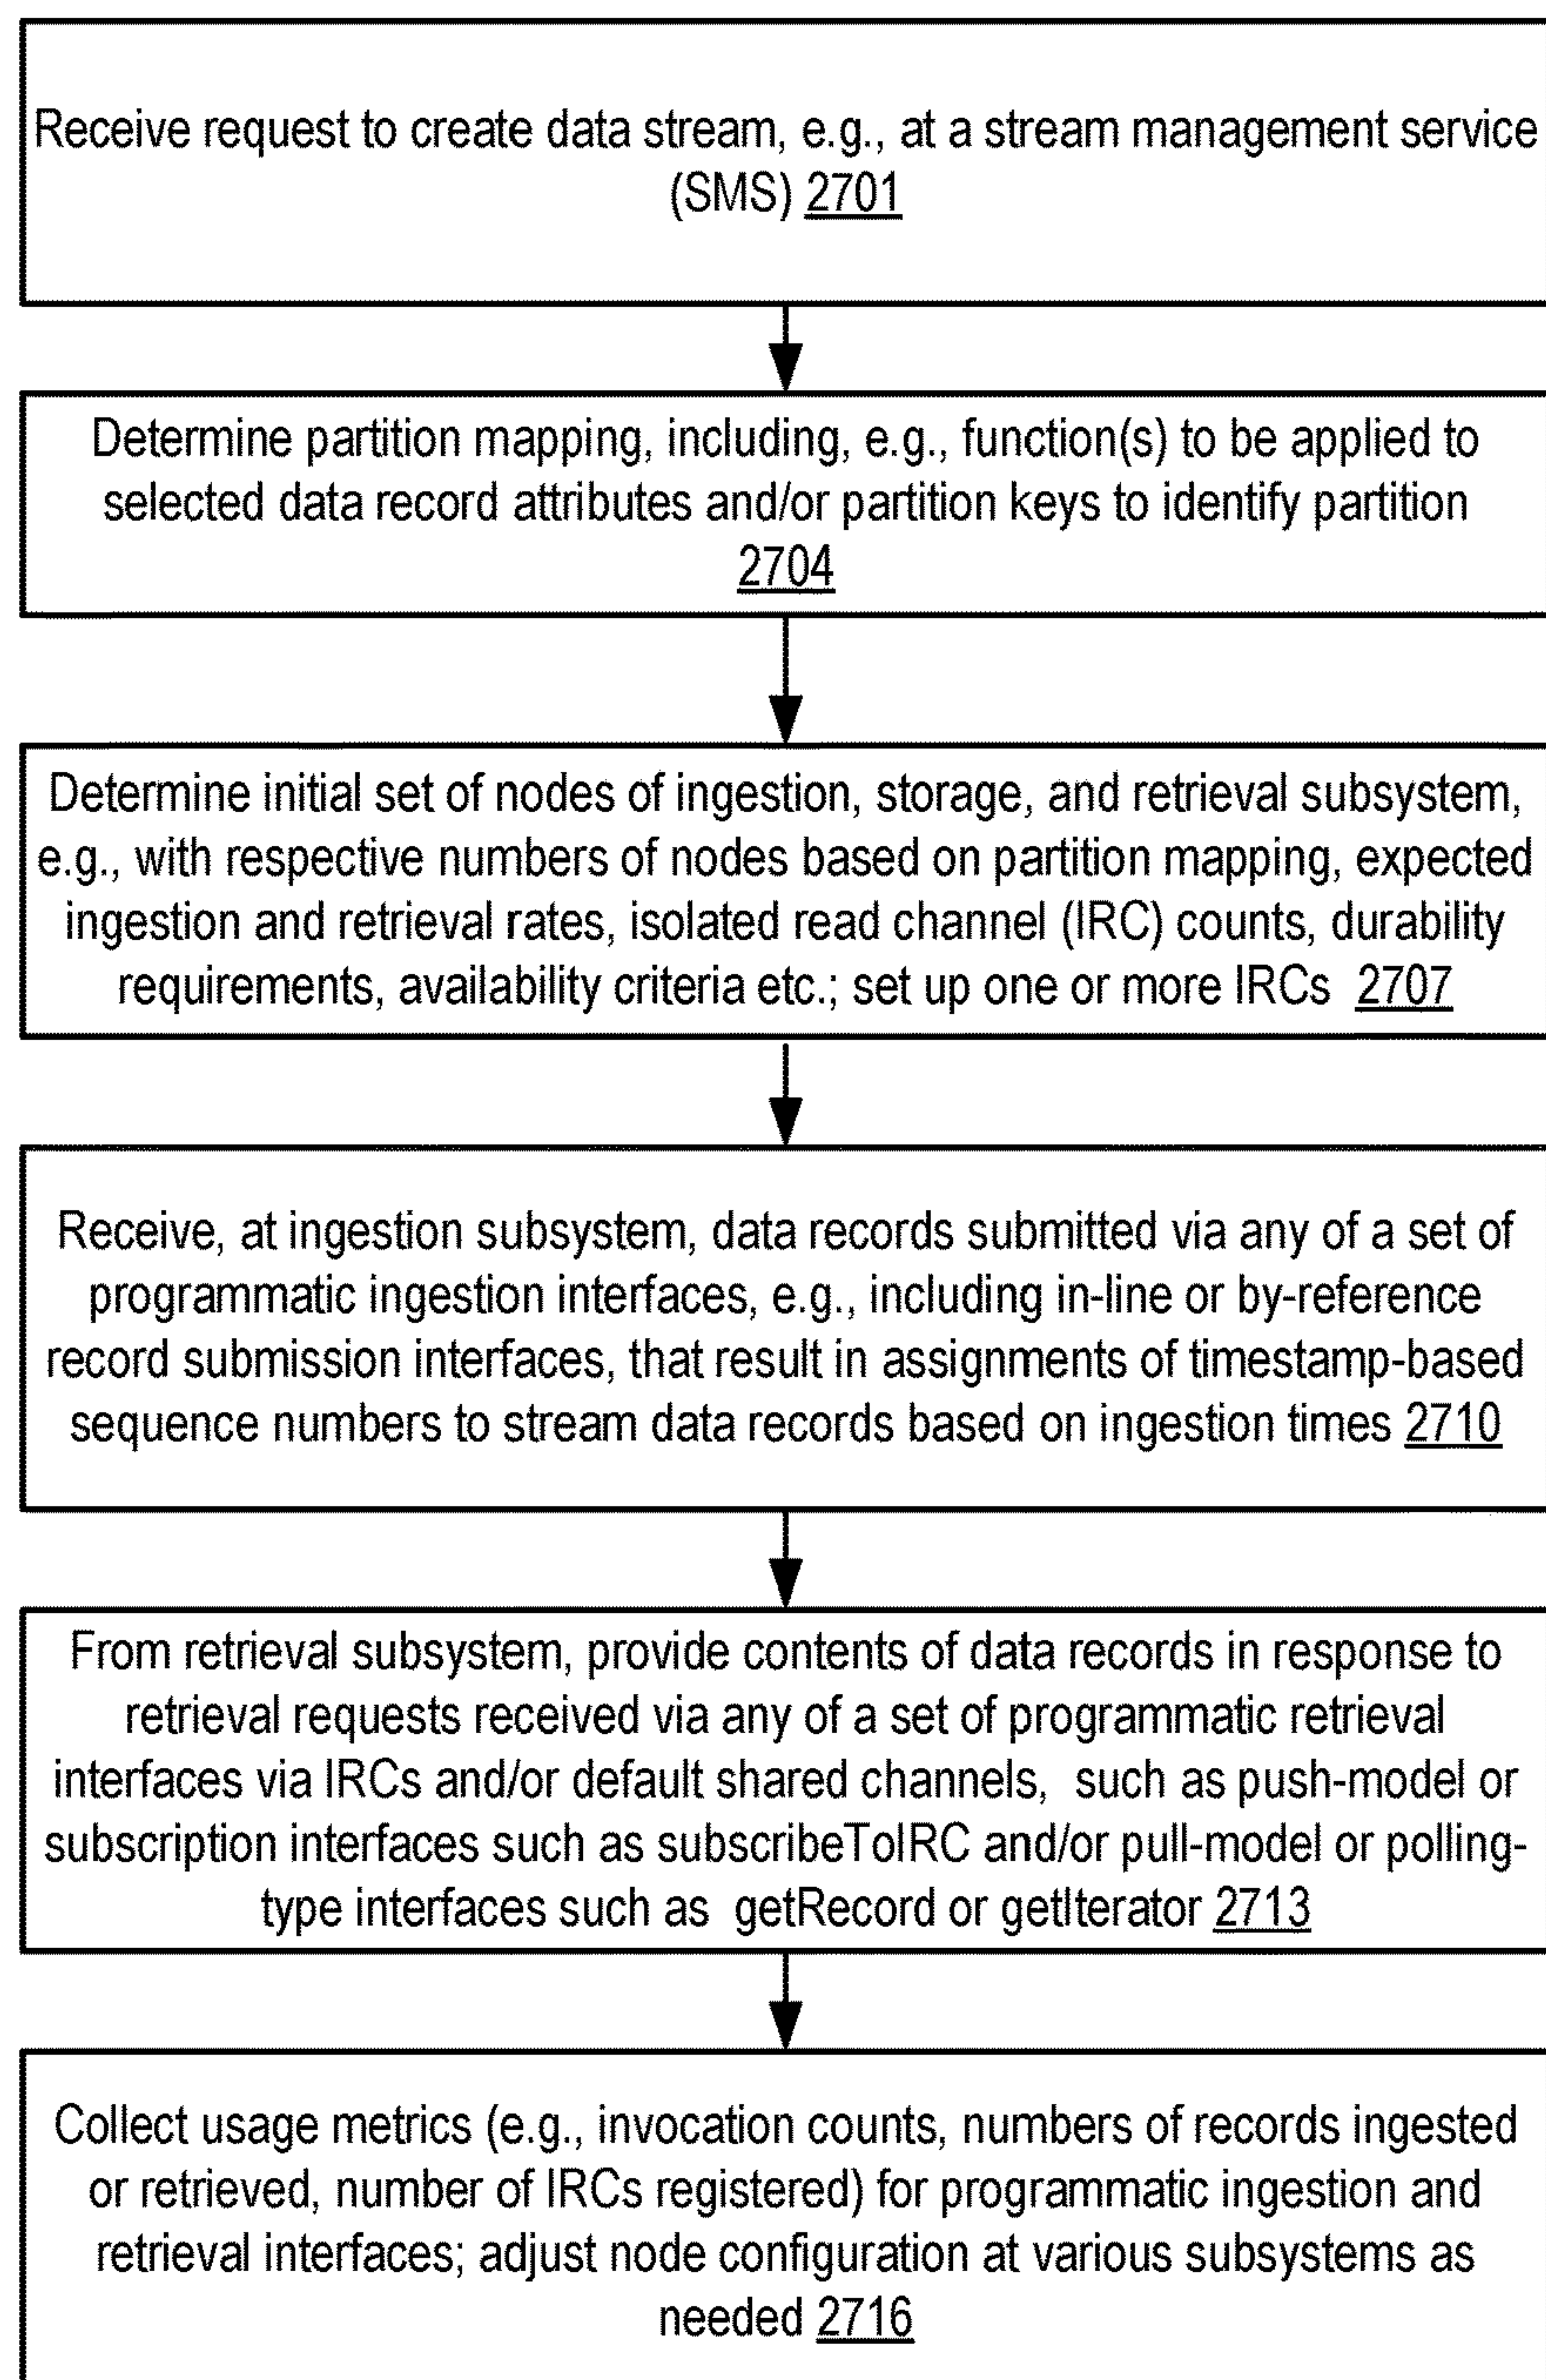 Receive request to create data stream, e.g., at a stream management service
(SMS) 2701
Determine partition mapping, including, e.g., function(s) to be applied to
selected data record attributes and/or partition keys to identify partition
2704
Determine initial set of nodes of ingestion, storage, and retrieval subsystem,
e.g., with respective numbers of nodes based on partition mapping, expected
ingestion and retrieval rates, isolated read channel (IRC) counts, durability
requirements, availability criteria etc.; set up one or more IRCs 2707
Receive, at ingestion subsystem, data records submitted via any of a set of
programmatic ingestion interfaces, e.g., including in-line or by-reference
record submission interfaces, that result in assignments of timestamp-based
sequence numbers to stream data records based on ingestion times 2710
From retrieval subsystem, provide contents of data records in response to
retrieval requests received via any of a set of programmatic retrieval
interfaces via IRCs and/or default shared channels, such as push-model or
subscription interfaces such as subscribeToIRC and/or pull-model or polling-
type interfaces such as getRecord or getIterator 2713
Collect usage metrics (e.g., invocation counts, numbers of records ingested
or retrieved, number of IRCs registered) for programmatic ingestion and
retrieval interfaces; adjust node configuration at various subsystems as
needed 2716